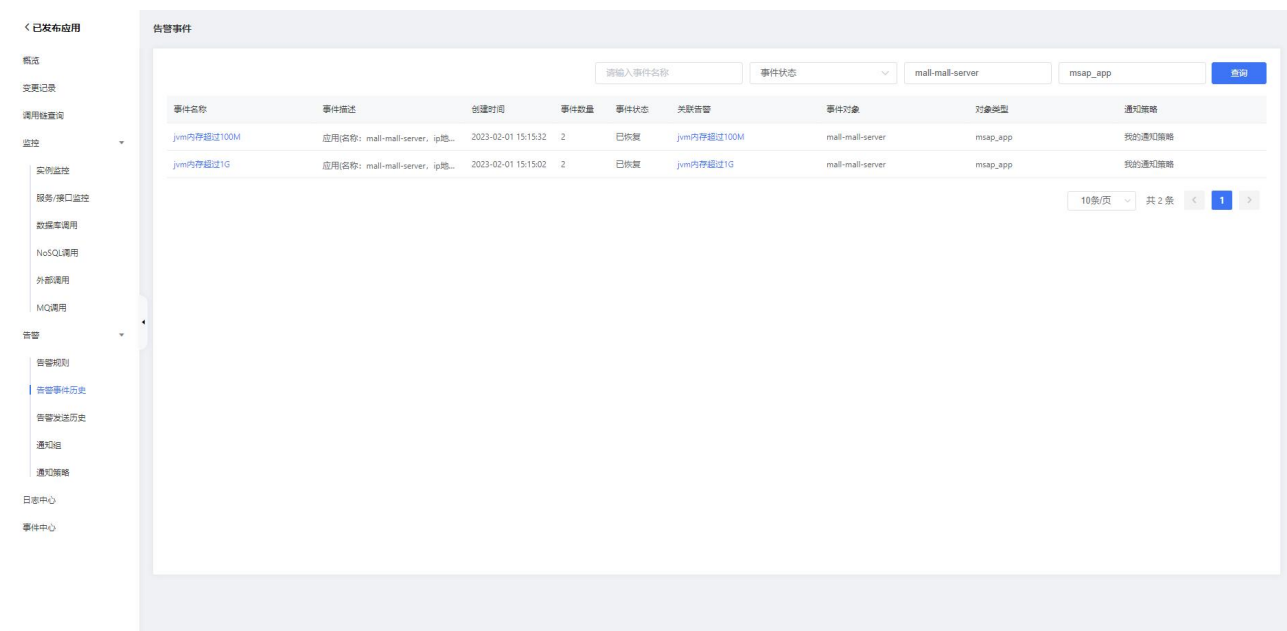 已发布应用
概览
变更记录
调用链查询
监控
实例监控
服务/接口监控
数据库调用
NoSQL调用
外部调用
MQ调用
告警
告警规则
告警事件历史
告警发送历史
通知组
通知策略
日志中心
事件中心
告警事件
请输入事件名称 事件状态 mall-mall-server msap_app 查询
事件名称 事件描述 创建时间 事件数量 事件状态 关联告警 事件对象 对象类型 通知策略
jvm内存超过100M 应用(名称：mall-mall-server，ip地... 2023-02-01 15:15:32 2 已恢复 jvm内存超过100M mall-mall-server msap_app 我的通知策略
jvm内存超过1G 应用(名称：mall-mall-server，ip地... 2023-02-01 15:15:02 2 已恢复 jvm内存超过1G mall-mall-server msap_app 我的通知策略
10条/页 共 2 条 1